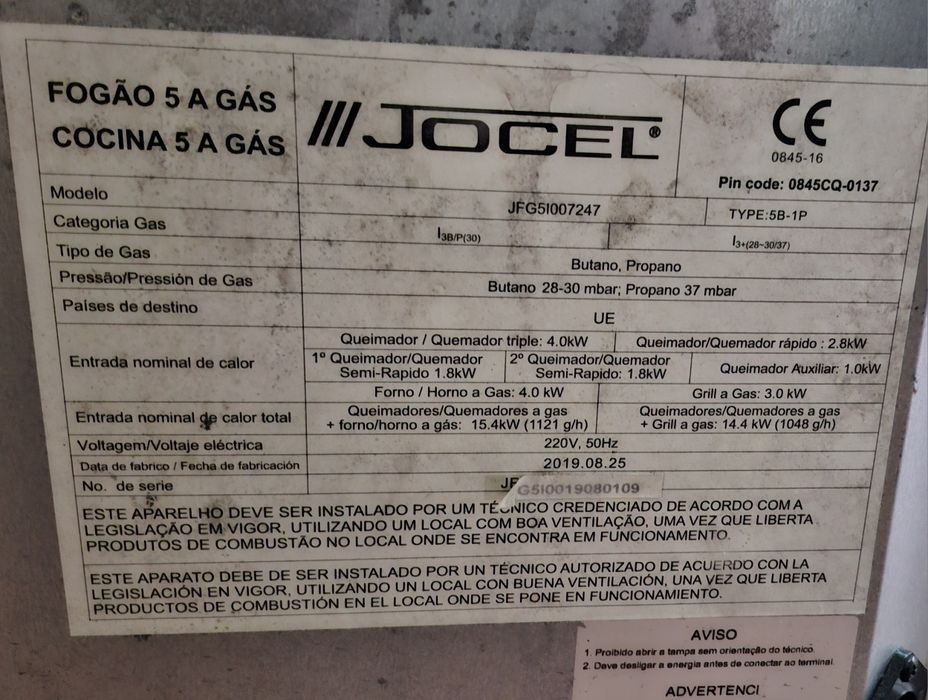 FOGÃO 5 A GÁS
COCINA 5 A GÁS
JOCEL®
CE
0845-16
Pin code: 0845CQ-0137
Modelo
JFG5I007247
TYPE:5B-1P
Categoria Gas
I3B/P(30)
I3+(28~30/37)
Tipo de Gas
Butano, Propano
Pressão/Pressión de Gas
Butano 28-30 mbar; Propano 37 mbar
Países de destino
UE
Entrada nominal de calor
Queimador / Quemador triple: 4.0kW
Queimador/Quemador rápido : 2.8kW
1º Queimador/Quemador
Semi-Rapido 1.8kW
2º Queimador/Quemador
Semi-Rapido: 1.8kW
Queimador Auxiliar: 1.0kW
Forno / Horno a Gas: 4.0 kW
Grill a Gas: 3.0 kW
Entrada nominal de calor total
Queimadores/Quemadores a gas
+ forno/horno a gás: 15.4kW (1121 g/h)
Queimadores/Quemadores a gas
+ Grill a gas: 14.4 kW (1048 g/h)
Voltagem/Voltaje eléctrica
220V, 50Hz
Data de fabrico / Fecha de fabricación
2019.08.25
No. de serie
JFG5I0019080109
ESTE APARELHO DEVE SER INSTALADO POR UM TÉCNICO CREDENCIADO DE ACORDO COM A
LEGISLAÇÃO EM VIGOR, UTILIZANDO UM LOCAL COM BOA VENTILAÇÃO, UMA VEZ QUE LIBERTA
PRODUTOS DE COMBUSTÃO NO LOCAL ONDE SE ENCONTRA EM FUNCIONAMENTO.
ESTE APARATO DEBE DE SER INSTALADO POR UN TÉCNICO AUTORIZADO DE ACUERDO CON LA
LEGISLACIÓN EN VIGOR, UTILIZANDO UN LOCAL CON BUENA VENTILACIÓN, UNA VEZ QUE LIBERTA
PRODUCTOS DE COMBUSTIÓN EN EL LOCAL ONDE SE PONE EN FUNCIONAMENTO.
AVISO
1. Proibido abrir a tampa sem orientação do técnico.
2. Deve desligar a energia antes de conectar ao terminal.
ADVERTENCI